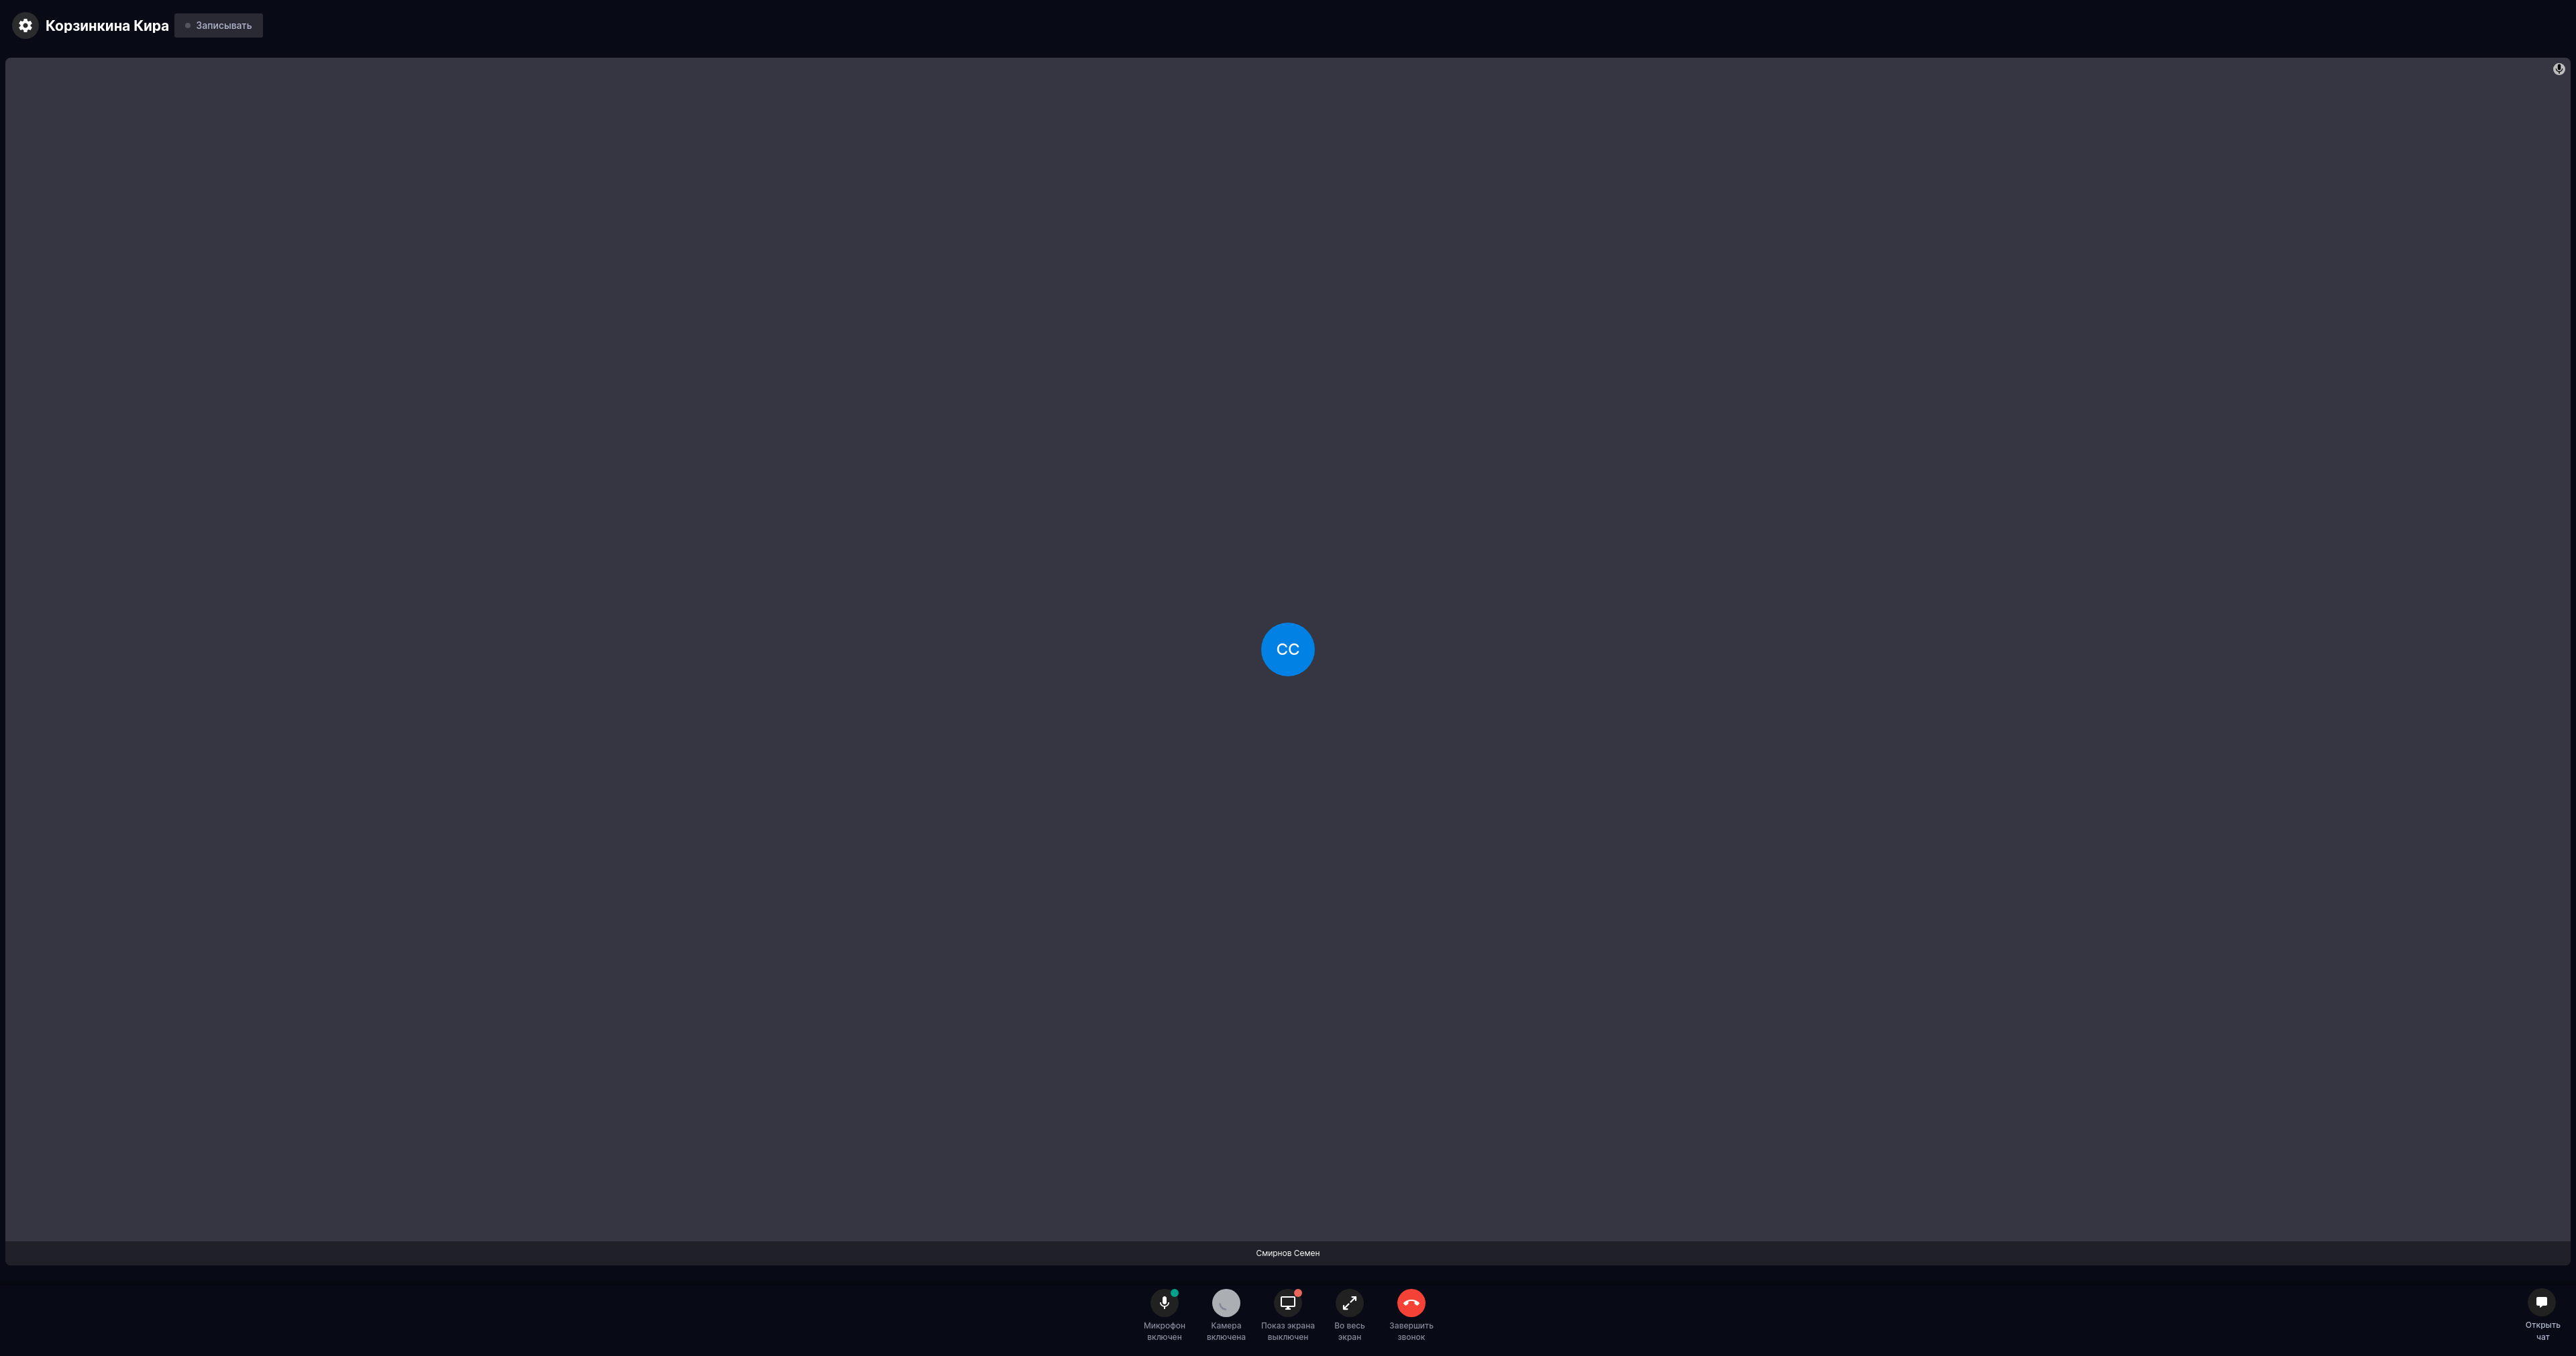 Корзинкина Кира
Записывать
СС
Смирнов Семен
Микрофон
включен
Камера
включена
Показ экрана
выключен
Во весь
экран
Завершить
звонок
Открыть
чат